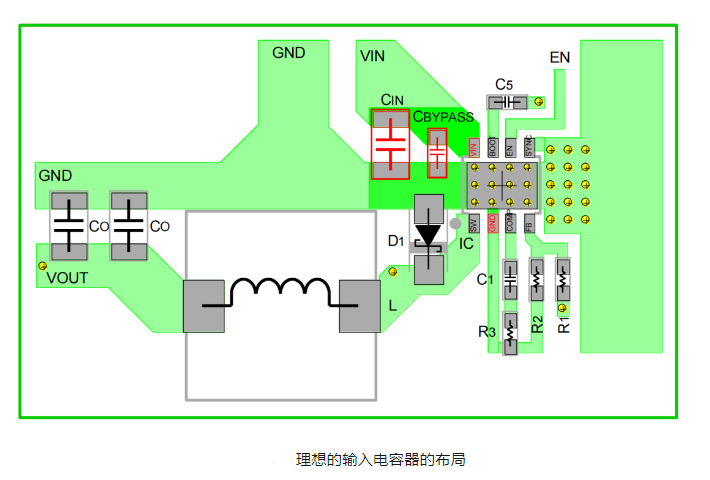 GND
VIN
EN
C5
CIN
CBYPASS
VIN
BOOT
EN
SYNC
GND
CO
CO
D1
IC
SW
GND
COMP
FB
VOUT
L
C1
R3
R2
R1
理想的输入电容器的布局